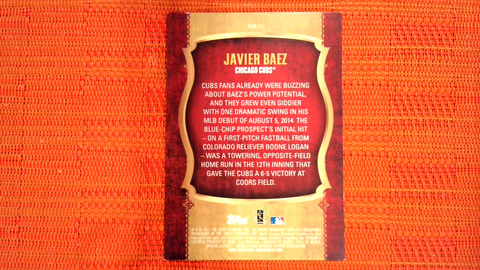 JAVIER BAEZ
CHICAGO CUBS™
CUBS FANS ALREADY WERE BUZZING
ABOUT BAEZ'S POWER POTENTIAL,
AND THEY GREW EVEN GIDDIER
WITH ONE DRAMATIC SWING IN HIS
MLB DEBUT OF AUGUST 5, 2014. THE
BLUE-CHIP PROSPECT'S INITIAL HIT
– ON A FIRST-PITCH FASTBALL FROM
COLORADO RELIEVER BOONE LOGAN
– WAS A TOWERING, OPPOSITE-FIELD
HOME RUN IN THE 12TH INNING THAT
GAVE THE CUBS A 6-5 VICTORY AT
COORS FIELD.
Topps